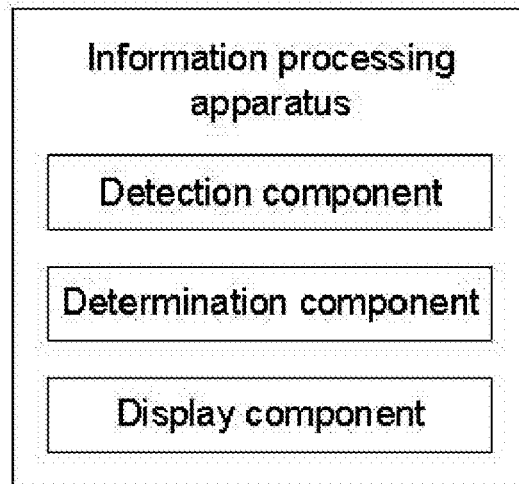 Information processing
apparatus
Detection component
Determination component
Display component